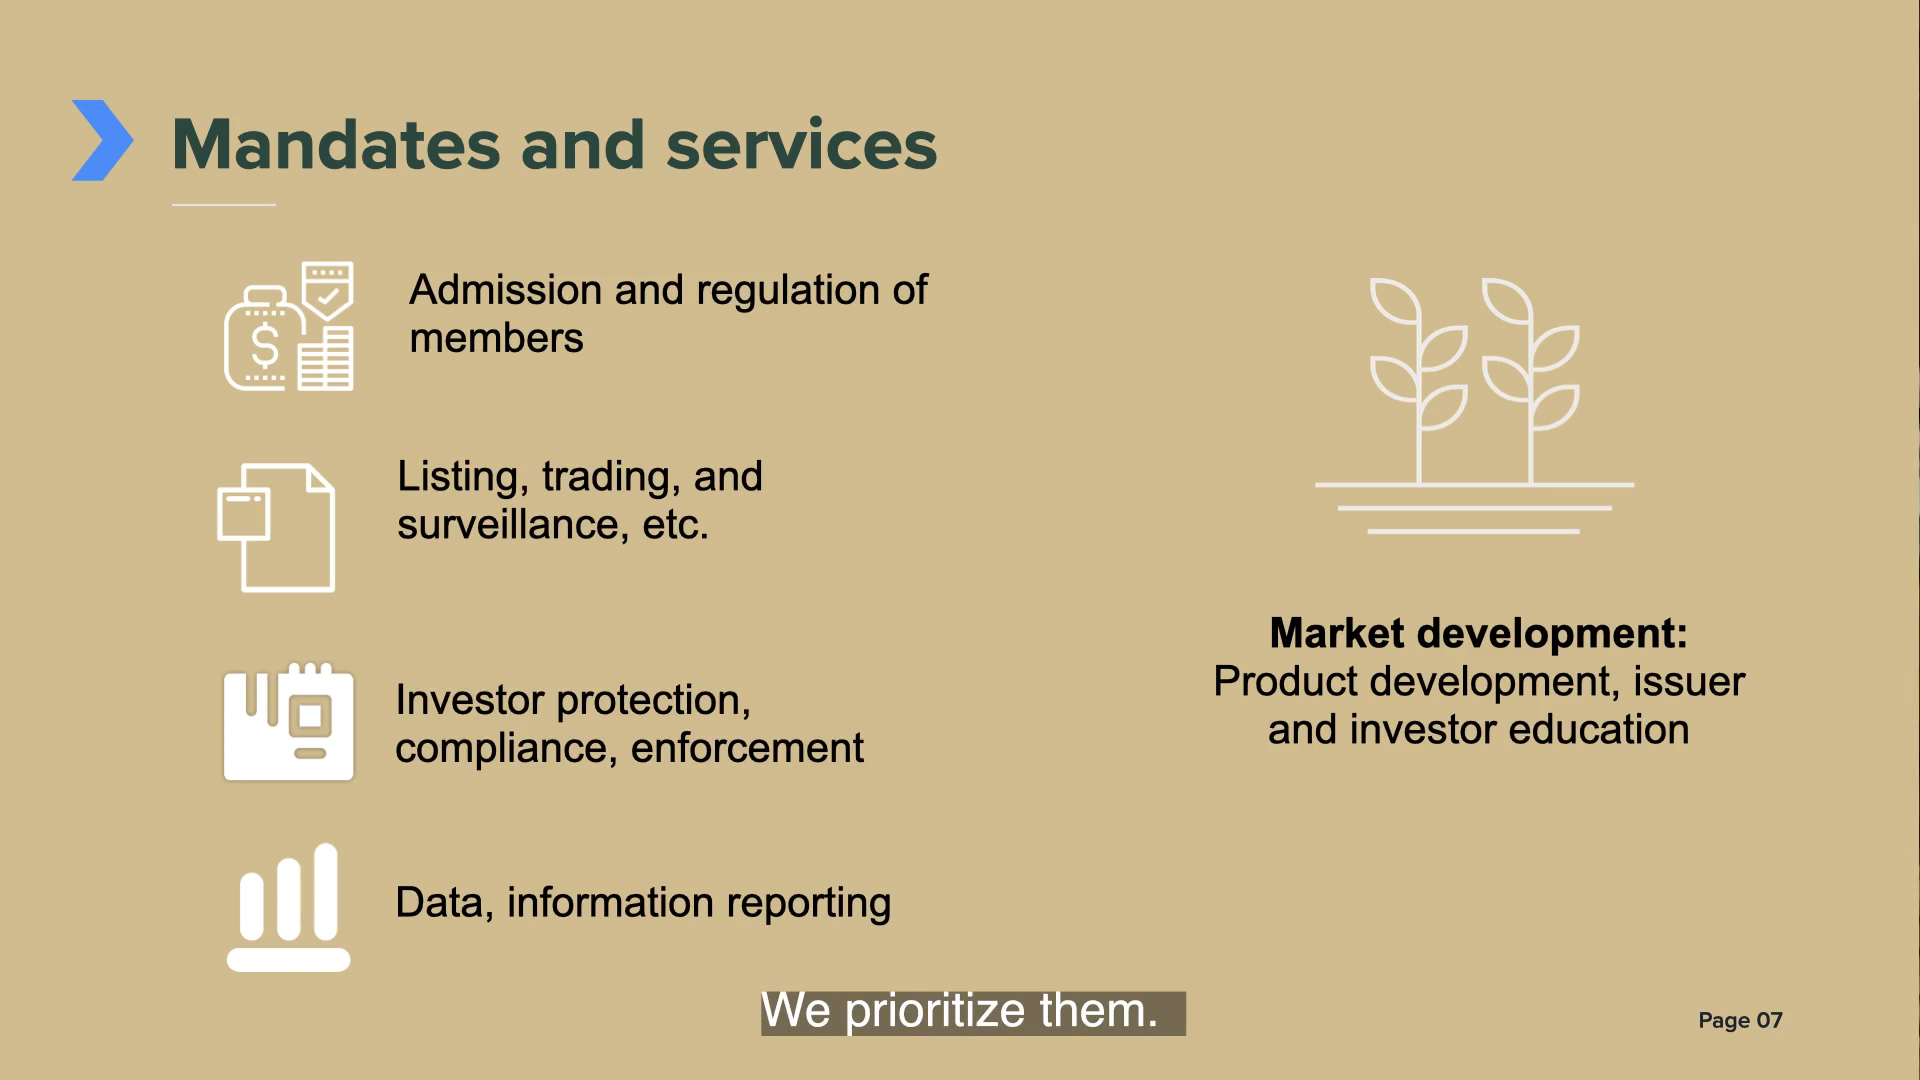 Mandates and services
Admission and regulation of
members
Listing, trading, and
surveillance, etc.
Investor protection,
compliance, enforcement
Data, information reporting
Market development:
Product development, issuer
and investor education
We prioritize them.
Page 07